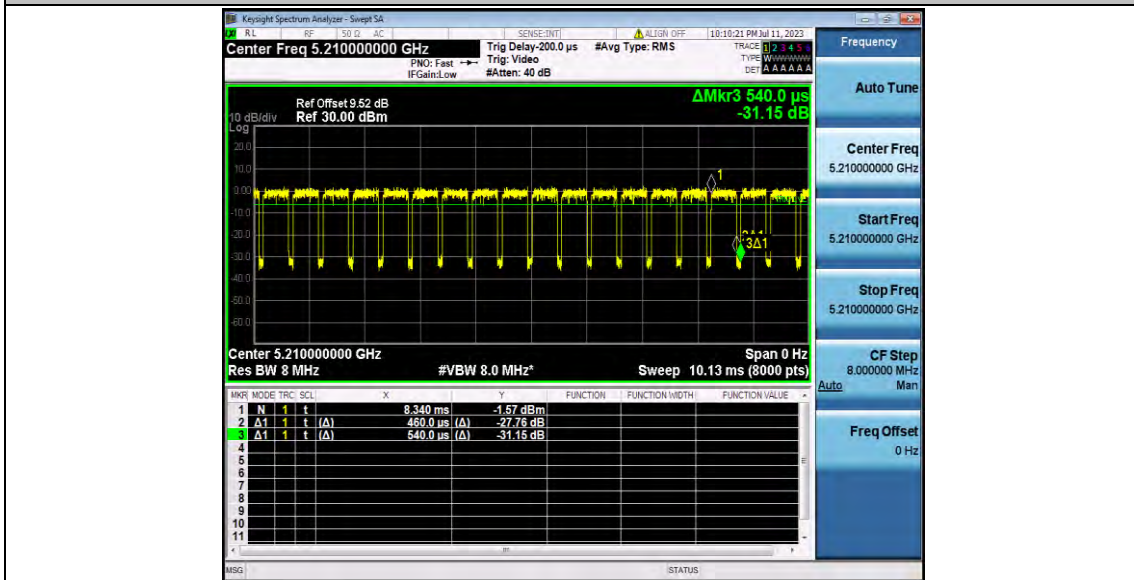 Keysight Spectrum Analyzer - Swept SA
RL RF 50 Ω AC SENSE:INT ALIGN OFF 10:10:21 PM Jul 11, 2023
Center Freq 5.210000000 GHz
PNO: Fast
IFGain:Low
Trig Delay-200.0 µs
Trig: Video
#Atten: 40 dB
#Avg Type: RMS
TRACE 1 2 3 4 5 6
TYPE WWWWWW
DET A A A A A A
ΔMkr3 540.0 µs
-31.15 dB
Ref Offset 9.52 dB
10 dB/div Ref 30.00 dBm
Log
20.0
10.0
0.00
-10.0
-20.0
-30.0
-40.0
-50.0
-60.0
1
3Δ1
Center 5.210000000 GHz Span 0 Hz
Res BW 8 MHz #VBW 8.0 MHz* Sweep 10.13 ms (8000 pts)
MKR MODE TRC SCL X Y FUNCTION FUNCTION WIDTH FUNCTION VALUE
1 N 1 t 8.340 ms -1.57 dBm
2 Δ1 1 t (Δ) 460.0 µs (Δ) -27.76 dB
3 Δ1 1 t (Δ) 540.0 µs (Δ) -31.15 dB
4
5
6
7
8
9
10
11
MSG STATUS
Frequency
Auto Tune
Center Freq
5.210000000 GHz
Start Freq
5.210000000 GHz
Stop Freq
5.210000000 GHz
CF Step
8.000000 MHz
Auto Man
Freq Offset
0 Hz